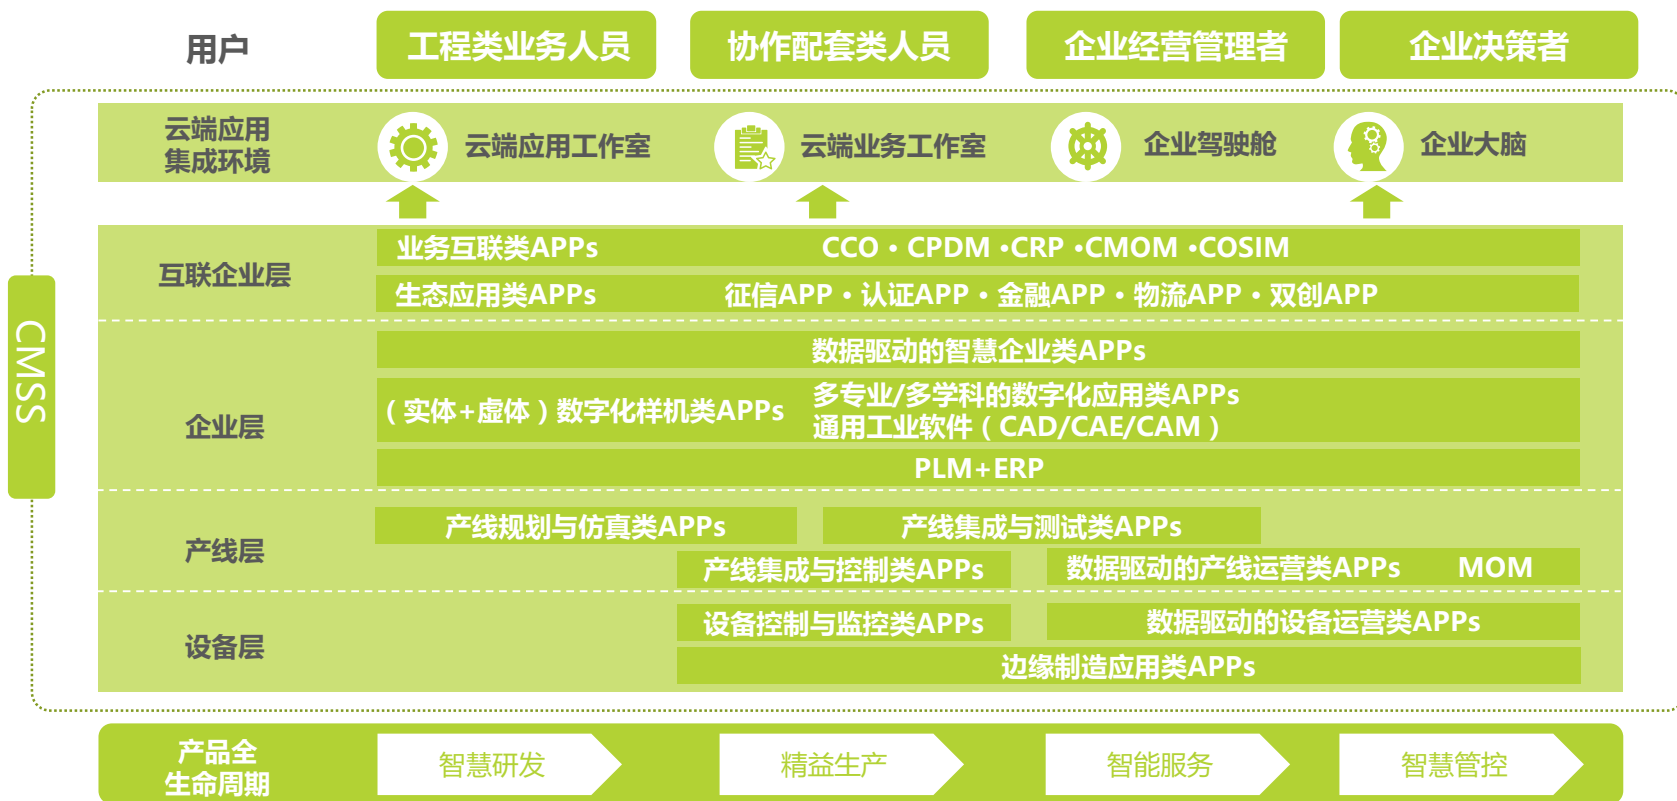 用户
工程类业务人员
协作配套类人员
企业经营管理者
企业决策者
云端应用
集成环境
云端应用工作室
云端业务工作室
企业驾驶舱
企业大脑
CMSS
互联企业层
业务互联类APPs
CCO·CPDM·CRP·CMOM·COSIM
生态应用类APPs
征信APP·认证APP·金融APP·物流APP·双创APP
企业层
数据驱动的智慧企业类APPs
（实体+虚体）数字化样机类APPs
多专业/多学科的数字化应用类APPs
通用工业软件（CAD/CAE/CAM）
PLM+ERP
产线层
产线规划与仿真类APPs
产线集成与测试类APPs
产线集成与控制类APPs
数据驱动的产线运营类APPs MOM
设备层
设备控制与监控类APPs
数据驱动的设备运营类APPs
边缘制造应用类APPs
产品全
生命周期
智慧研发
精益生产
智能服务
智慧管控